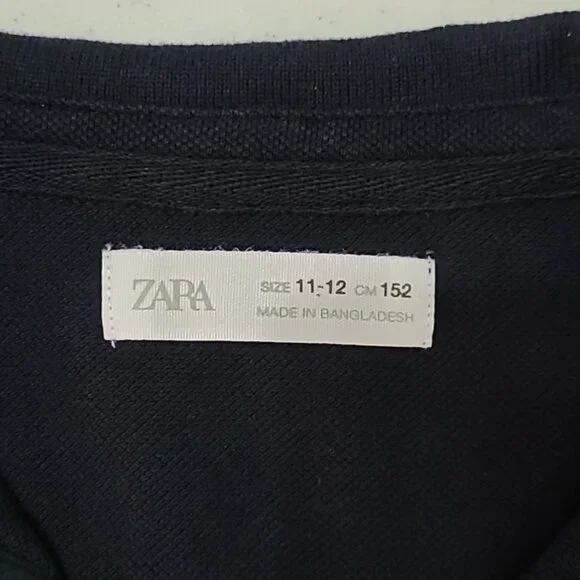 ZARA
SIZE 11-12 CM 152
MADE IN BANGLADESH